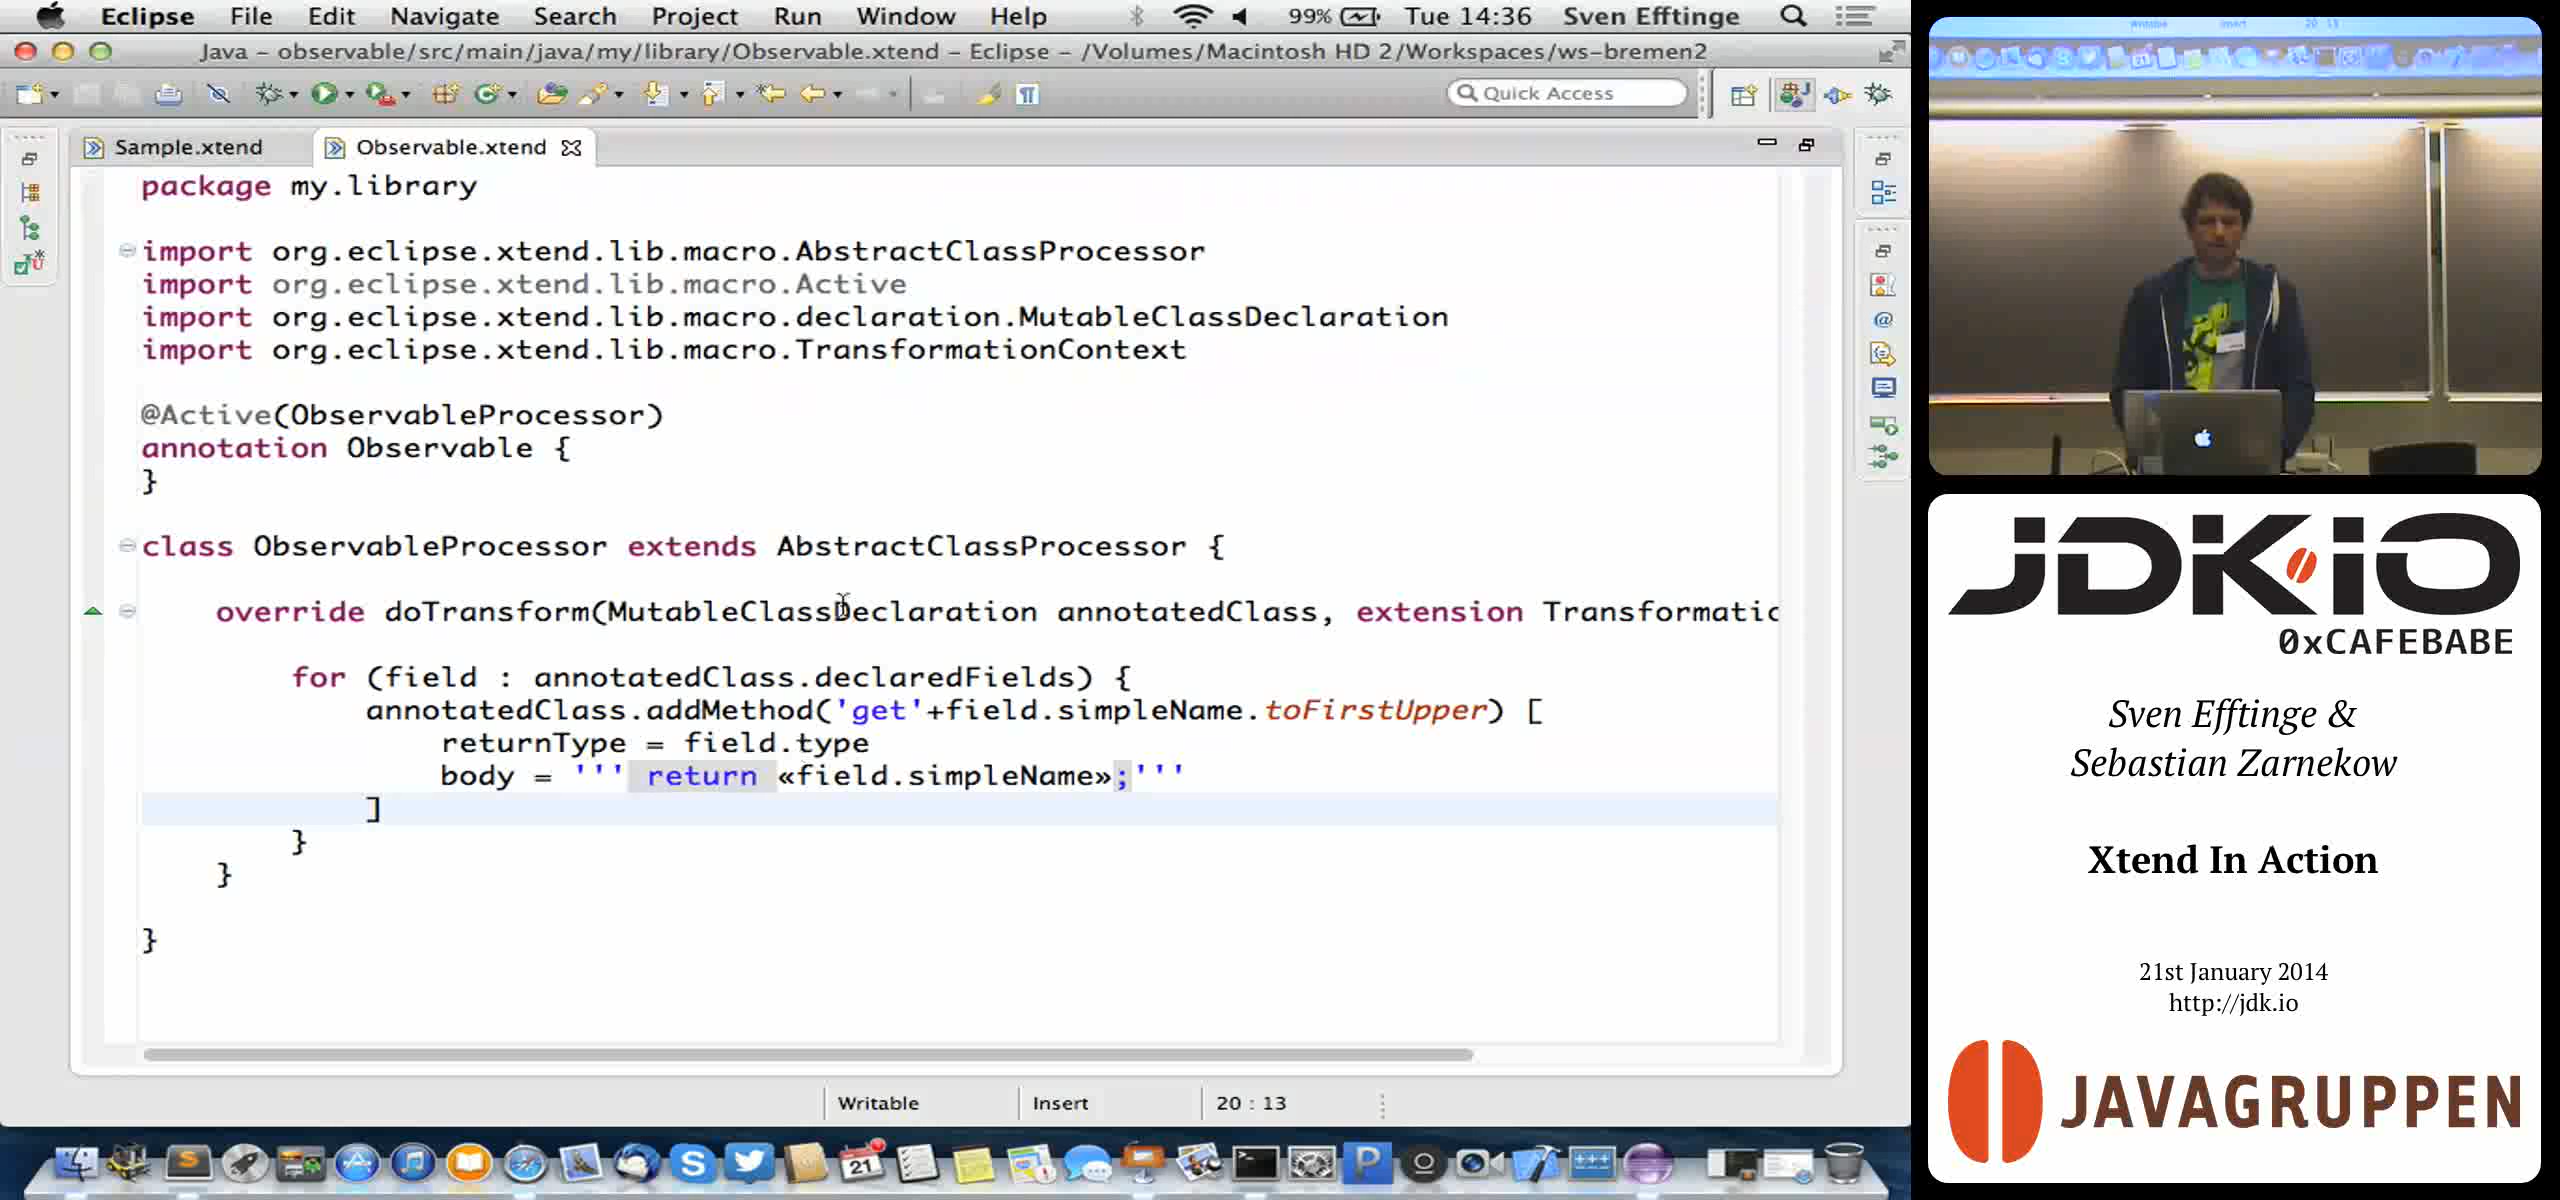 Eclipse File Edit Navigate Search Project Run Window Help 99% Tue 14:36 Sven Efftinge
Java – observable/src/main/java/my/library/Observable.xtend – Eclipse – /Volumes/Macintosh HD 2/Workspaces/ws-bremen2
Quick Access
Sample.xtend Observable.xtend
package my.library
import org.eclipse.xtend.lib.macro.AbstractClassProcessor
import org.eclipse.xtend.lib.macro.Active
import org.eclipse.xtend.lib.macro.declaration.MutableClassDeclaration
import org.eclipse.xtend.lib.macro.TransformationContext
@Active(ObservableProcessor)
annotation Observable {
}
class ObservableProcessor extends AbstractClassProcessor {
override doTransform(MutableClassDeclaration annotatedClass, extension Transformatic
for (field : annotatedClass.declaredFields) {
annotatedClass.addMethod('get'+field.simpleName.toFirstUpper) [
returnType = field.type
body = ''' return «field.simpleName»;'''
]
}
}
}
Writable Insert 20 : 13
21
JDK.IO
0xCAFEBABE
Sven Efftinge &
Sebastian Zarnekow
Xtend In Action
21st January 2014
http://jdk.io
JAVAGRUPPEN